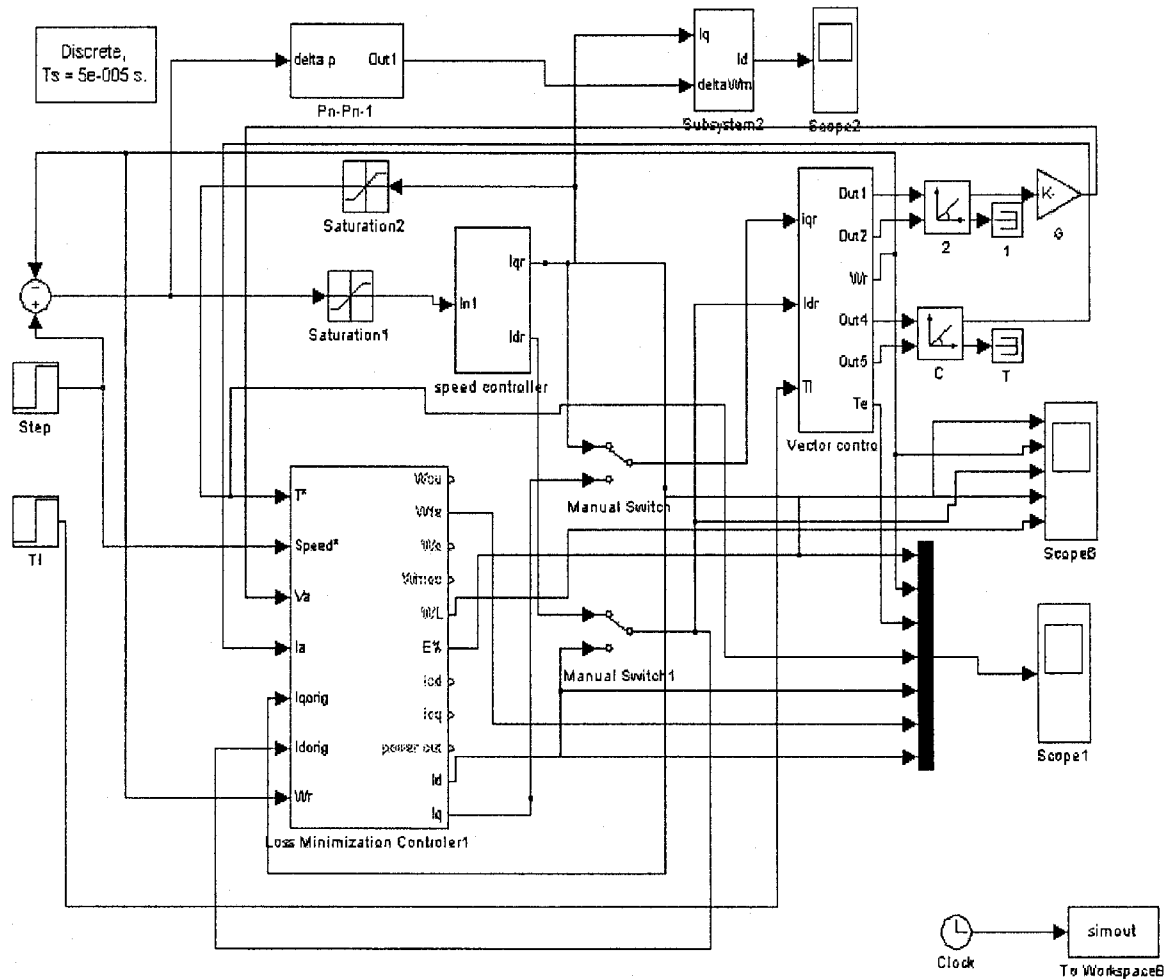 Discrete,
Ts = 5e-005 s.
delta p
Out1
Pn-Pn-1
Iq
deltaWm
Id
Subsystem2
Scope2
Saturation2
Saturation1
In1
Iqr
Idr
speed controller
iqr
Idr
Tl
Out1
Out2
Wr
Out4
Out5
Te
Vector contro
2
1
K-
G
C
T
Step
Tl
T*
Speed*
Va
Ia
Iqorig
Idorig
Wr
Wcu
Wfe
Ws
Wmec
WL
E%
icd
icq
power out
Id
Iq
Loss Minimization Controler1
Manual Switch
Manual Switch1
Scope1
Clock
simout